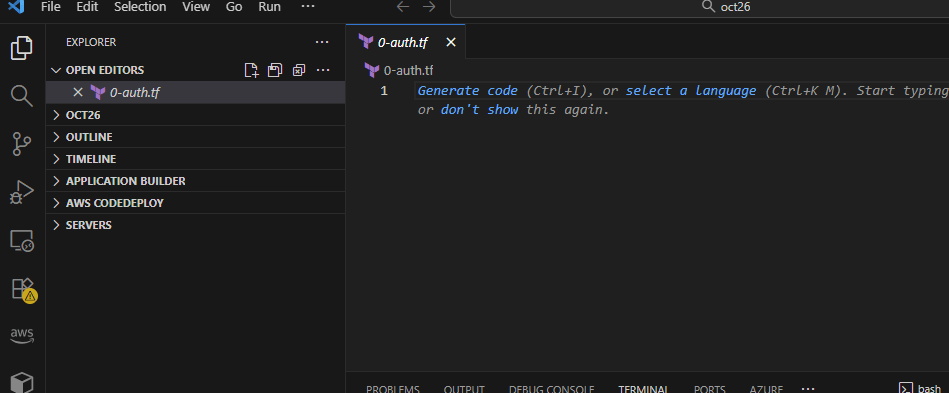 File Edit Selection View Go Run ··· oct26
EXPLORER ···
0-auth.tf
OPEN EDITORS ···
0-auth.tf
0-auth.tf
1 Generate code (Ctrl+I), or select a language (Ctrl+K M). Start typing
or don't show this again.
OCT26
OUTLINE
TIMELINE
APPLICATION BUILDER
AWS CODEDEPLOY
SERVERS
aws
PROBLEMS OUTPUT DEBUG CONSOLE TERMINAL PORTS AZURE ··· bash